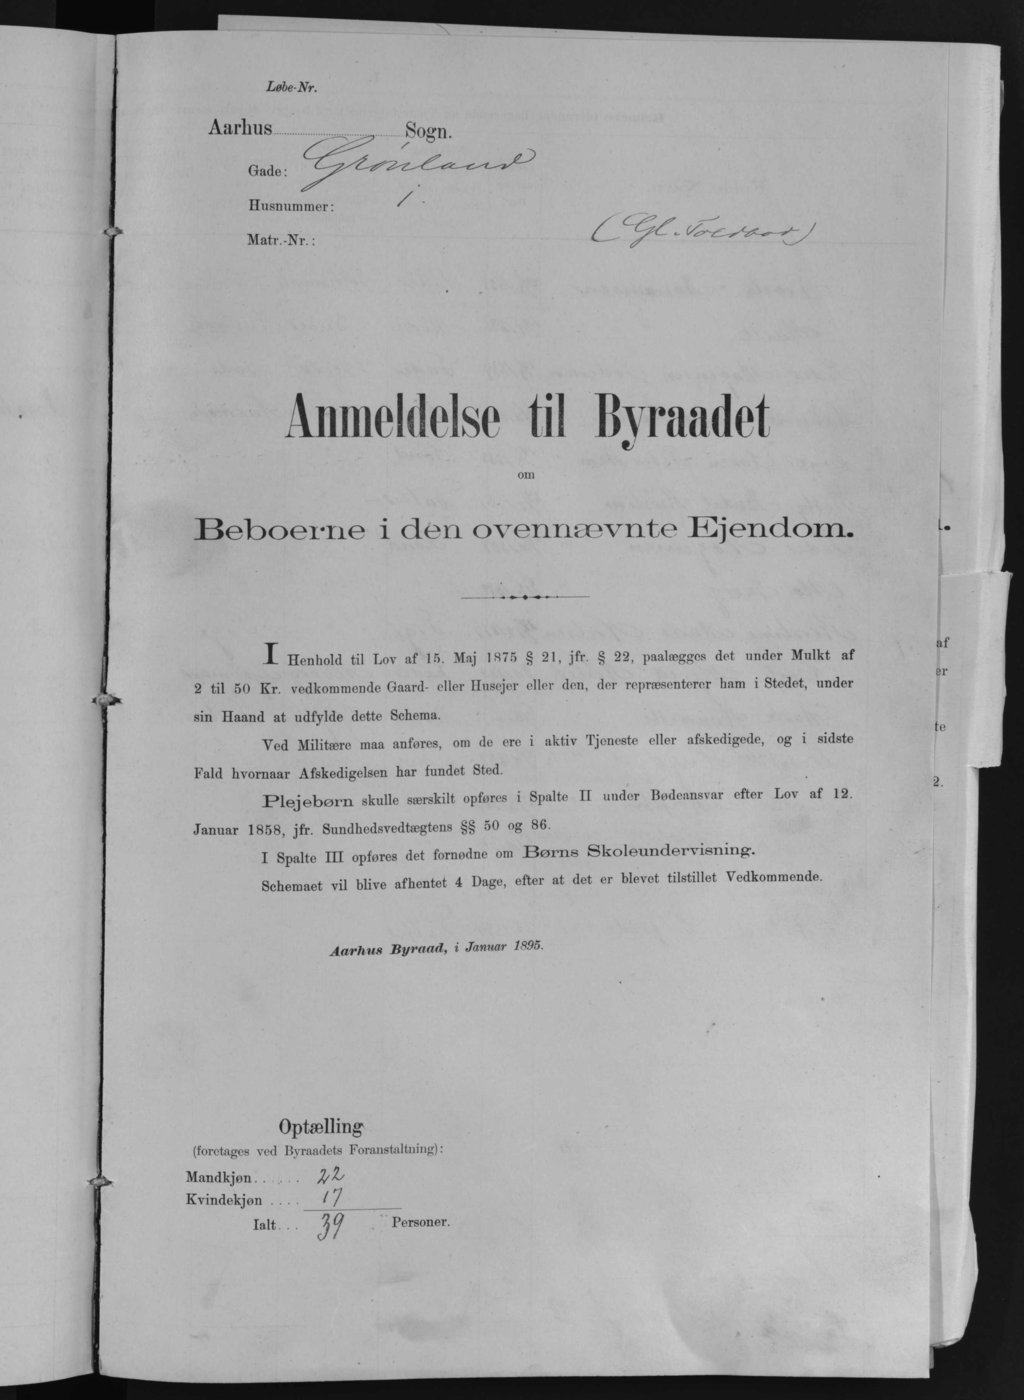 Løbe-Nr.
Aarhus Sogn.
Gade: Grönland
Husnummer: 1.
Matr.-Nr.: (Gl. Toldbod)
Anmeldelse til Byraadet
om
Beboerne i den ovennævnte Ejendom.
I Henhold til Lov af 15. Maj 1875 § 21, jfr. § 22, paalægges det under Mulkt af
2 til 50 Kr. vedkommende Gaard- eller Husejer eller den, der repræsenterer ham i Stedet, under
sin Haand at udfylde dette Schema.
Ved Militære maa anføres, om de ere i aktiv Tjeneste eller afskedigede, og i sidste
Fald hvornaar Afskedigelsen har fundet Sted.
Plejebørn skulle særskilt opføres i Spalte II under Bødeansvar efter Lov af 12.
Januar 1858, jfr. Sundhedsvedtægtens §§ 50 og 86.
I Spalte III opføres det fornødne om Børns Skoleundervisning.
Schemaet vil blive afhentet 4 Dage, efter at det er blevet tilstillet Vedkommende.
Aarhus Byraad, i Januar 1895.
Optælling
(foretages ved Byraadets Foranstaltning):
Mandkjøn..... 22
Kvindekjøn .... 17
Ialt... 39 Personer.
af
er
te
2.